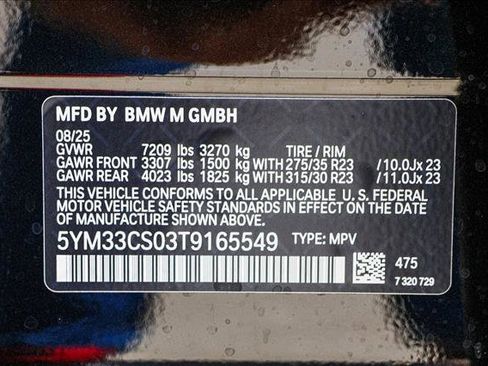 MFD BY BMW M GMBH
08/25
GVWR 7209 lbs 3270 kg TIRE / RIM
GAWR FRONT 3307 lbs 1500 kg WITH 275/35 R23 /10.0Jx 23
GAWR REAR 4023 lbs 1825 kg WITH 315/30 R23 /11.0Jx 23
THIS VEHICLE CONFORMS TO ALL APPLICABLE U. S. FEDERAL
MOTOR VEHICLE SAFETY STANDARDS IN EFFECT ON THE DATE
OF MANUFACTURE SHOWN ABOVE.
5YM33CS03T9165549 TYPE: MPV
475
7 320 729